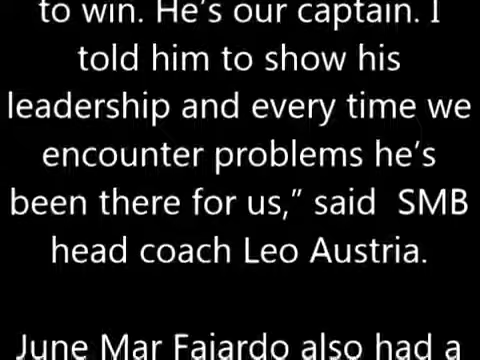 to win. He’s our captain. I
told him to show his
leadership and every time we
encounter problems he’s
been there for us,” said  SMB
head coach Leo Austria.
June Mar Fajardo also had a